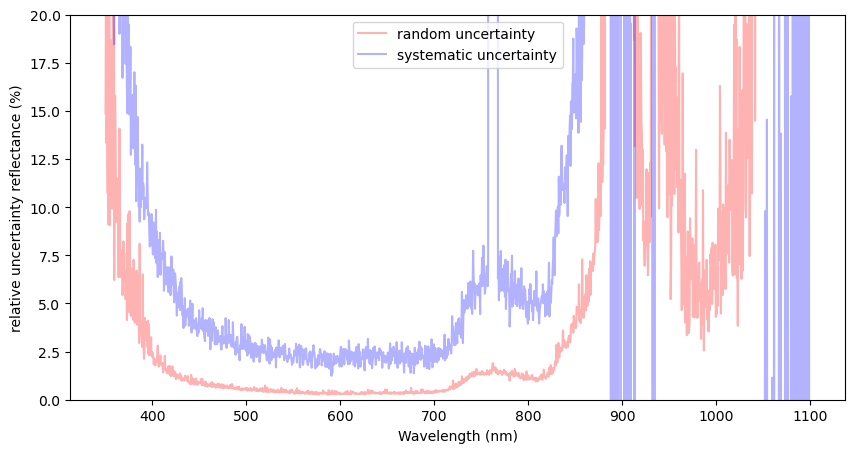 random uncertainty
systematic uncertainty
relative uncertainty reflectance (%)
20.0
17.5
15.0
12.5
10.0
7.5
5.0
2.5
0.0
400 500 600 700 800 900 1000 1100
Wavelength (nm)